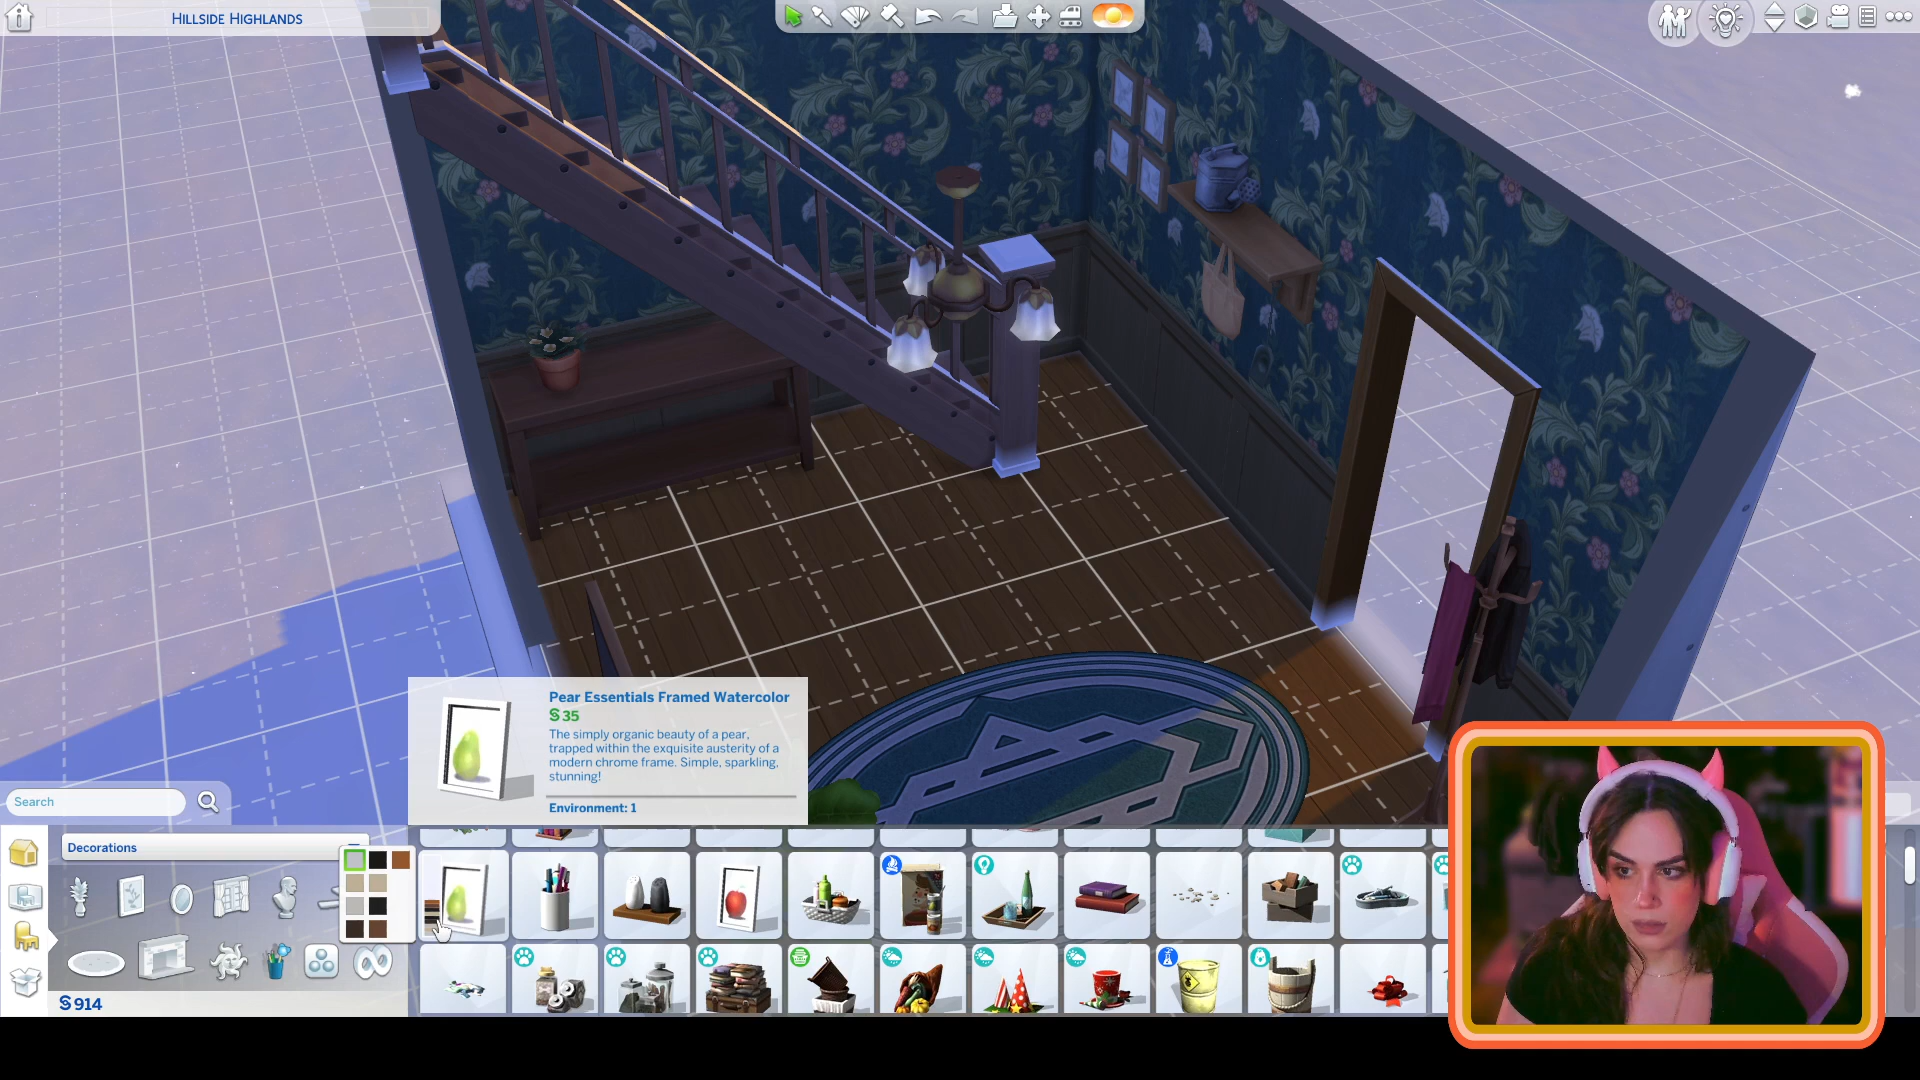 HILLSIDE HIGHLANDS
Pear Essentials Framed Watercolor
§35
The simply organic beauty of a pear,
trapped within the exquisite austerity of a
modern chrome frame. Simple, sparkling,
stunning!
Environment: 1
Search
Decorations
§914